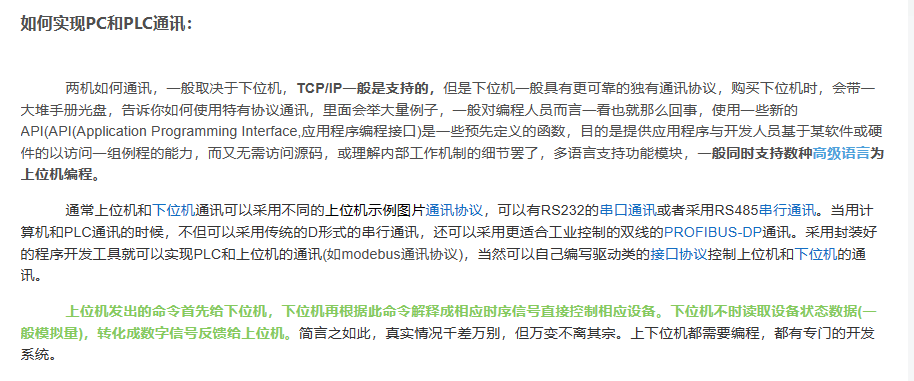 如何实现PC和PLC通讯：
两机如何通讯，一般取决于下位机，TCP/IP一般是支持的，但是下位机一般具有更可靠的独有通讯协议，购买下位机时，会带一
大堆手册光盘，告诉你如何使用特有协议通讯，里面会举大量例子，一般对编程人员而言一看也就那么回事，使用一些新的
API(API(Application Programming Interface,应用程序编程接口)是一些预先定义的函数，目的是提供应用程序与开发人员基于某软件或硬
件的以访问一组例程的能力，而又无需访问源码，或理解内部工作机制的细节罢了，多语言支持功能模块，一般同时支持数种高级语言为
上位机编程。
通常上位机和下位机通讯可以采用不同的上位机示例图片通讯协议，可以有RS232的串口通讯或者采用RS485串行通讯。当用计
算机和PLC通讯的时候，不但可以采用传统的D形式的串行通讯，还可以采用更适合工业控制的双线的PROFIBUS-DP通讯。采用封装好
的程序开发工具就可以实现PLC和上位机的通讯(如modebus通讯协议)，当然可以自己编写驱动类的接口协议控制上位机和下位机的通
讯。
上位机发出的命令首先给下位机，下位机再根据此命令解释成相应时序信号直接控制相应设备。下位机不时读取设备状态数据(一
般模拟量)，转化成数字信号反馈给上位机。简言之如此，真实情况千差万别，但万变不离其宗。上下位机都需要编程，都有专门的开发
系统。